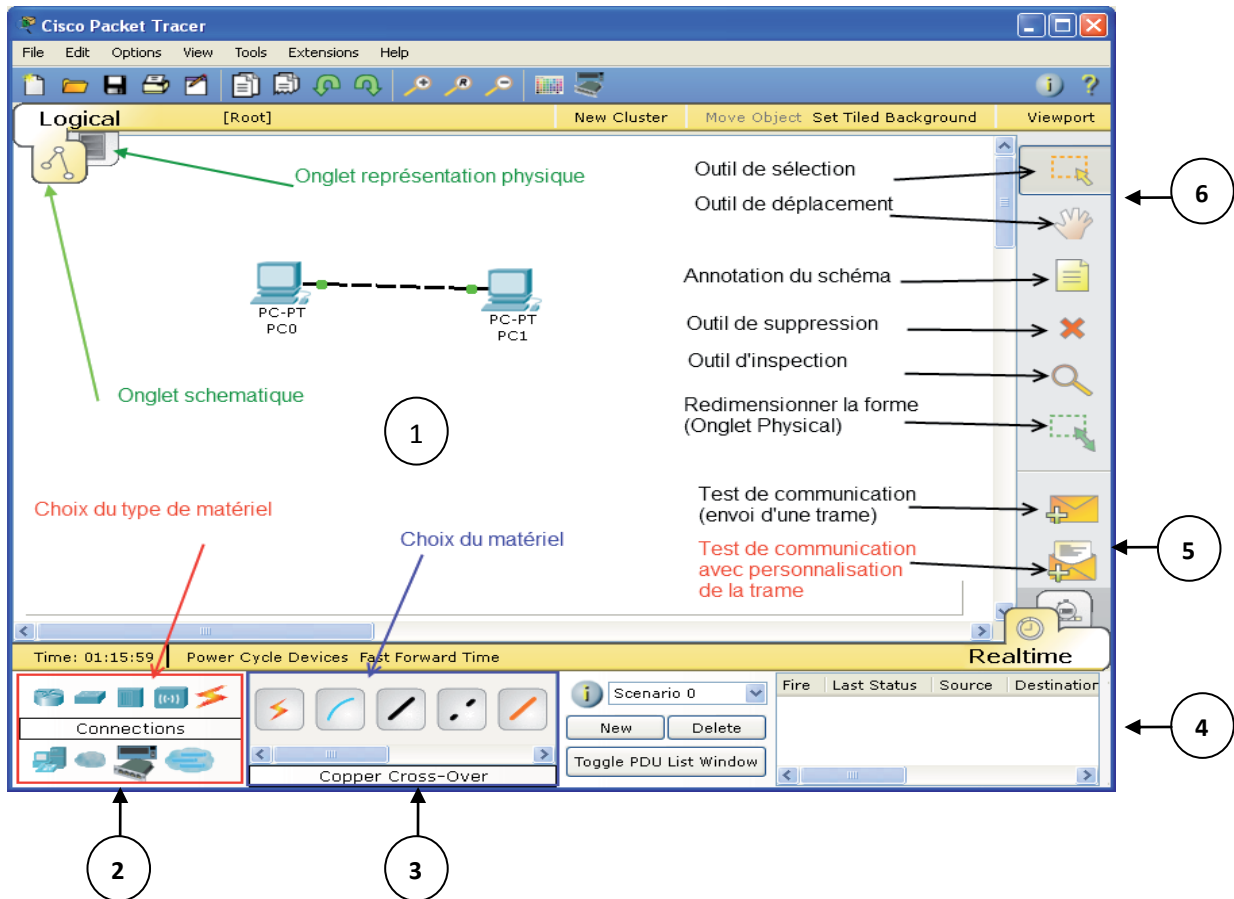 Cisco Packet Tracer
File Edit Options View Tools Extensions Help
Logical [Root] New Cluster Move Object Set Tiled Background Viewport
Onglet représentation physique
Outil de sélection
Outil de déplacement
6
PC-PT
PC0
PC-PT
PC1
Annotation du schéma
Outil de suppression
Outil d'inspection
Onglet schematique
1
Redimensionner la forme
(Onglet Physical)
Choix du type de matériel
Choix du matériel
Test de communication
(envoi d'une trame)
Test de communication
avec personnalisation
de la trame
5
Time: 01:15:59 Power Cycle Devices Fast Forward Time Realtime
Connections
Copper Cross-Over
Scenario 0
New Delete
Toggle PDU List Window
Fire Last Status Source Destination
4
2
3